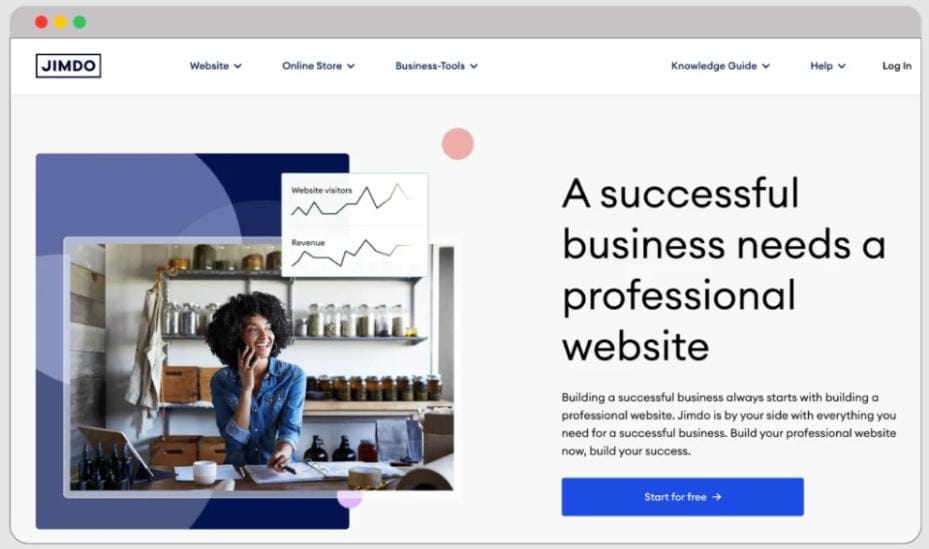 JIMDO
Website
Online Store
Business-Tools
Knowledge Guide
Help
Log In
Website visitors
Revenue
A successful
business needs a
professional
website
Building a successful business always starts with building a
professional website. Jimdo is by your side with everything you
need for a successful business. Build your professional website
now, build your success.
Start for free →